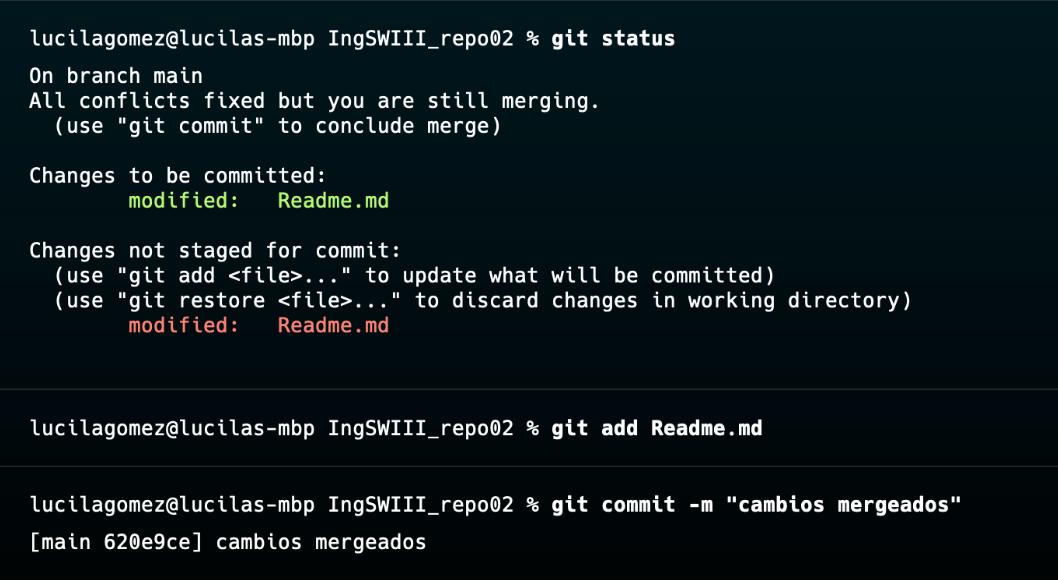 lucilagomez@lucilas-mbp IngSWIII_repo02 % git status
On branch main
All conflicts fixed but you are still merging.
  (use "git commit" to conclude merge)
Changes to be committed:
        modified:   Readme.md
Changes not staged for commit:
  (use "git add <file>..." to update what will be committed)
  (use "git restore <file>..." to discard changes in working directory)
        modified:   Readme.md
lucilagomez@lucilas-mbp IngSWIII_repo02 % git add Readme.md
lucilagomez@lucilas-mbp IngSWIII_repo02 % git commit -m "cambios mergeados"
[main 620e9ce] cambios mergeados